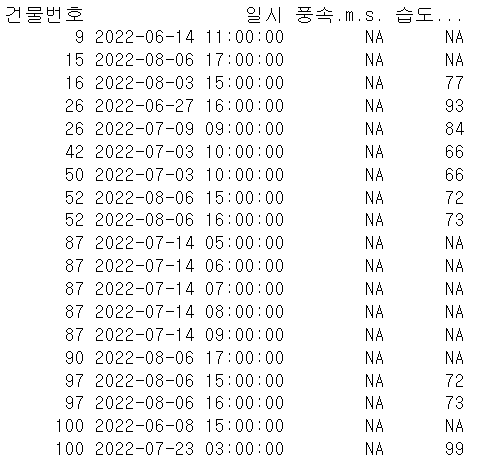 건물번호 일시 풍속.m.s. 습도...
9 2022-06-14 11:00:00 NA NA
15 2022-08-06 17:00:00 NA NA
16 2022-08-03 15:00:00 NA 77
26 2022-06-27 16:00:00 NA 93
26 2022-07-09 09:00:00 NA 84
42 2022-07-03 10:00:00 NA 66
50 2022-07-03 10:00:00 NA 66
52 2022-08-06 15:00:00 NA 72
52 2022-08-06 16:00:00 NA 73
87 2022-07-14 05:00:00 NA NA
87 2022-07-14 06:00:00 NA NA
87 2022-07-14 07:00:00 NA NA
87 2022-07-14 08:00:00 NA NA
87 2022-07-14 09:00:00 NA NA
90 2022-08-06 17:00:00 NA NA
97 2022-08-06 15:00:00 NA 72
97 2022-08-06 16:00:00 NA 73
100 2022-06-08 15:00:00 NA NA
100 2022-07-23 03:00:00 NA 99